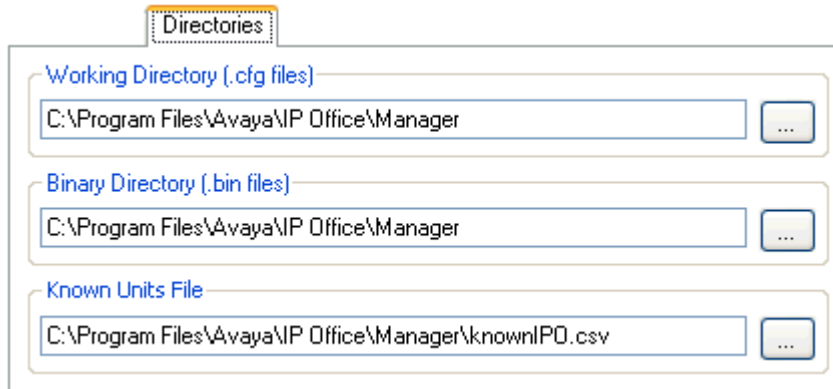 Directories
Working Directory (.cfg files)
C:\Program Files\Avaya\IP Office\Manager
...
Binary Directory (.bin files)
C:\Program Files\Avaya\IP Office\Manager
...
Known Units File
C:\Program Files\Avaya\IP Office\Manager\knownIPO.csv
...